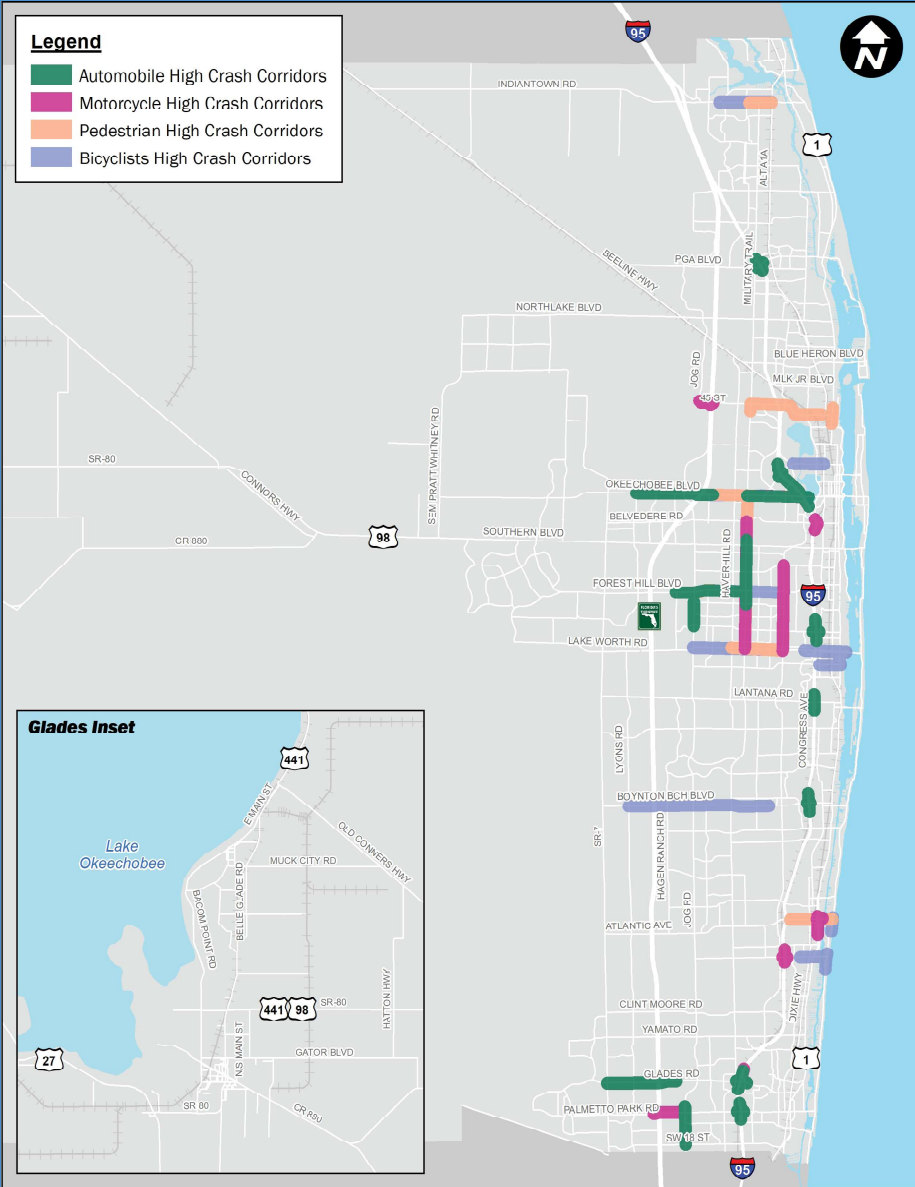 Legend
Automobile High Crash Corridors
Motorcycle High Crash Corridors
Pedestrian High Crash Corridors
Bicyclists High Crash Corridors
95
N
INDIANTOWN RD
1
ALT A1A
MILITARY TRAIL
PGA BLVD
BEELINE HWY
NORTHLAKE BLVD
BLUE HERON BLVD
JOG RD
MLK JR BLVD
45 ST
SEM PRATT WHITNEY RD
SR-80
CONNORS HWY
OKEECHOBEE BLVD
BELVEDERE RD
SOUTHERN BLVD
98
CR 880
HAVERHILL RD
FOREST HILL BLVD
95
LAKE WORTH RD
LANTANA RD
CONGRESS AVE
LYONS RD
BOYNTON BCH BLVD
SR-7
HAGEN RANCH RD
JOG RD
ATLANTIC AVE
DIXIE HWY
CLINT MOORE RD
YAMATO RD
1
GLADES RD
PALMETTO PARK RD
SW 18 ST
95
Glades Inset
441
E MAIN ST
Lake
Okeechobee
OLD CONNERS HWY
MUCK CITY RD
BACOM POINT RD
BELLE GLADE RD
HATTON HWY
441 98
SR-80
N.S MAIN ST
GATOR BLVD
27
SR 80
CR 880